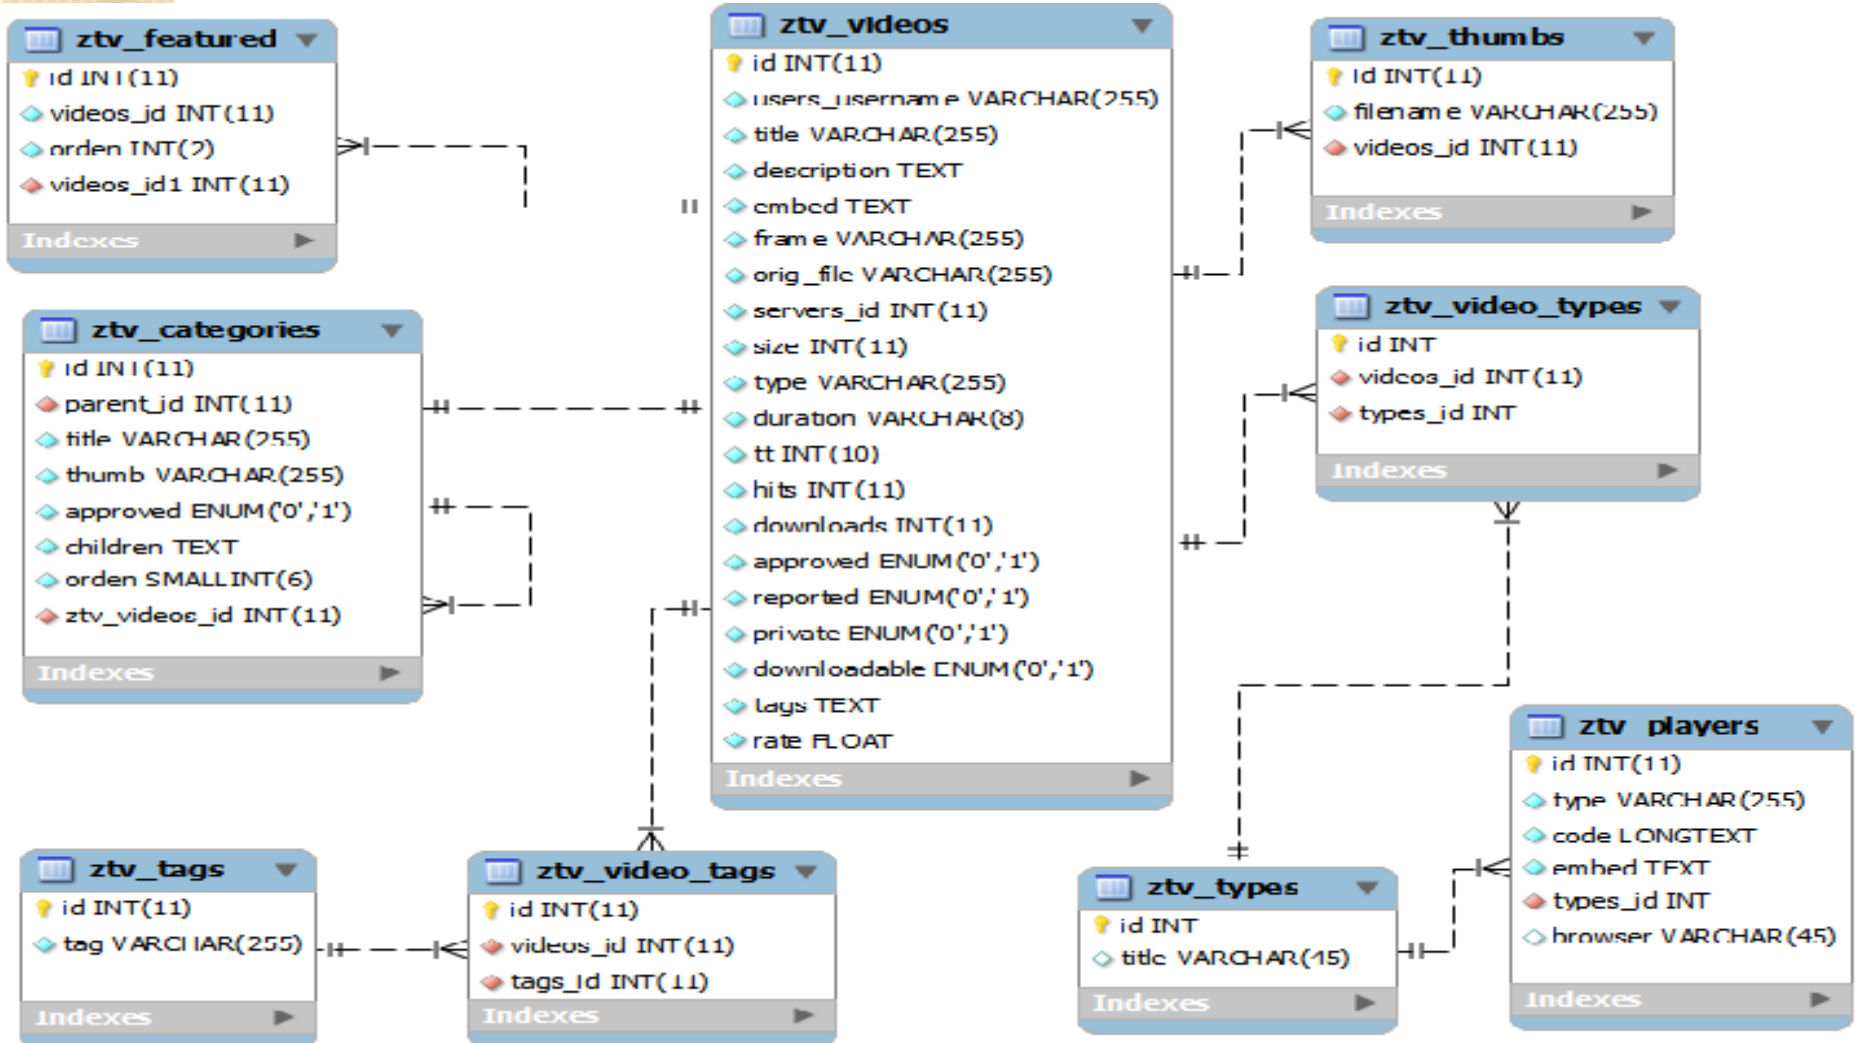 ztv_featured
id INT(11)
videos_id INT(11)
orden INT(2)
videos_id1 INT(11)
Indexes
ztv_categories
id INT(11)
parent_id INT(11)
title VARCHAR(255)
thumb VARCHAR(255)
approved ENUM('0','1')
children TEXT
orden SMALLINT(6)
ztv_videos_id INT(11)
Indexes
ztv_tags
id INT(11)
tag VARCHAR(255)
Indexes
ztv_video_tags
id INT(11)
videos_id INT(11)
tags_id INT(11)
Indexes
ztv_videos
id INT(11)
users_username VARCHAR(255)
title VARCHAR(255)
description TEXT
embed TEXT
frame VARCHAR(255)
orig_file VARCHAR(255)
servers_id INT(11)
size INT(11)
type VARCHAR(255)
duration VARCHAR(8)
tt INT(10)
hits INT(11)
downloads INT(11)
approved ENUM('0','1')
reported ENUM('0','1')
private ENUM('0','1')
downloadable ENUM('0','1')
tags TEXT
rate FLOAT
Indexes
ztv_thumbs
id INT(11)
filename VARCHAR(255)
videos_id INT(11)
Indexes
ztv_video_types
id INT
videos_id INT(11)
types_id INT
Indexes
ztv_types
id INT
title VARCHAR(45)
Indexes
ztv_players
id INT(11)
type VARCHAR(255)
code LONGTEXT
embed TEXT
types_id INT
browser VARCHAR(45)
Indexes